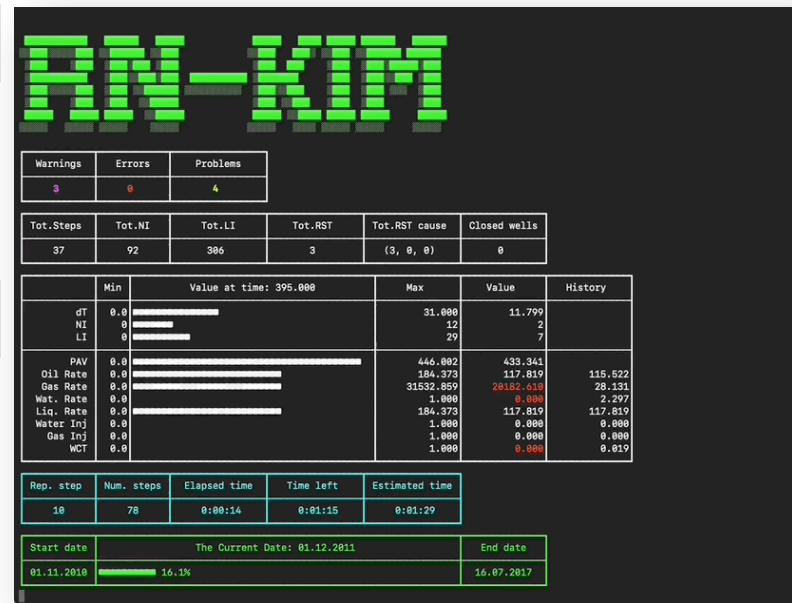 RN-KIM
Warnings Errors Problems
3 0 4
Tot.Steps Tot.NI Tot.LI Tot.RST Tot.RST cause Closed wells
37 92 306 3 (3, 0, 0) 0
Min Value at time: 395.000 Max Value History
dT 0.0 31.000 11.799
NI 0 12 2
LI 0 29 7
PAV 0.0 446.002 433.341
Oil Rate 0.0 184.373 117.819 115.522
Gas Rate 0.0 31532.859 20182.610 28.131
Wat. Rate 0.0 1.000 0.000 2.297
Liq. Rate 0.0 184.373 117.819 117.819
Water Inj 0.0 1.000 0.000 0.000
Gas Inj 0.0 1.000 0.000 0.000
WCT 0.0 1.000 0.000 0.019
Rep. step Num. steps Elapsed time Time left Estimated time
10 78 0:00:14 0:01:15 0:01:29
Start date The Current Date: 01.12.2011 End date
01.11.2010 16.1% 16.07.2017